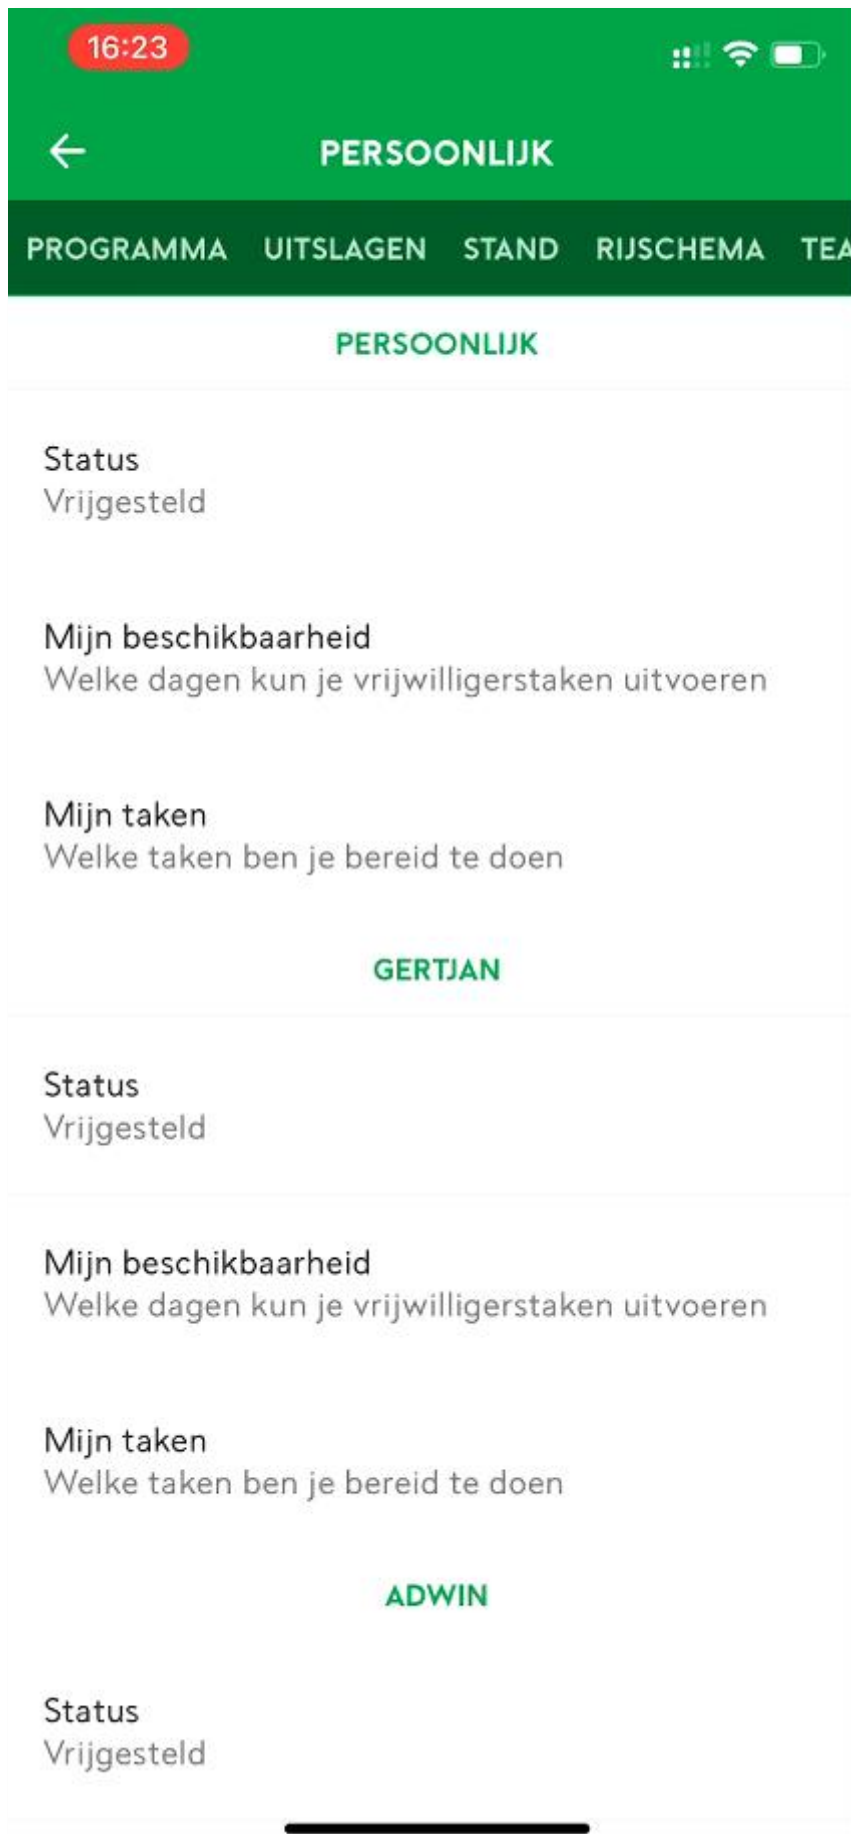 16:23
PERSOONLIJK
PROGRAMMA UITSLAGEN STAND RIJSCHEMA TEA
PERSOONLIJK
Status
Vrijgesteld
Mijn beschikbaarheid
Welke dagen kun je vrijwilligerstaken uitvoeren
Mijn taken
Welke taken ben je bereid te doen
GERTJAN
Status
Vrijgesteld
Mijn beschikbaarheid
Welke dagen kun je vrijwilligerstaken uitvoeren
Mijn taken
Welke taken ben je bereid te doen
ADWIN
Status
Vrijgesteld